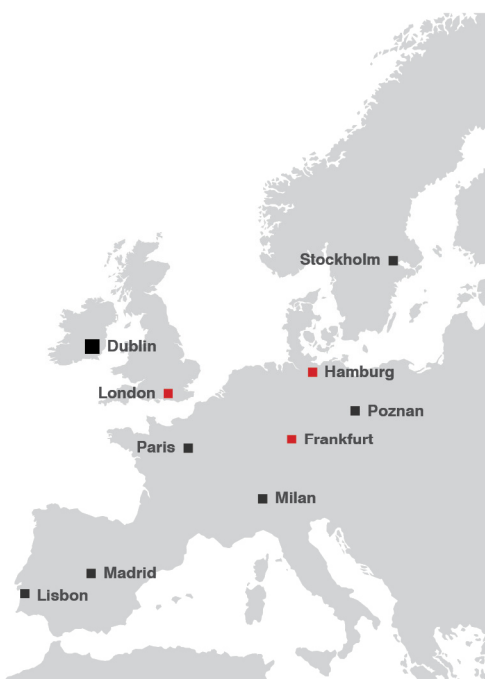 Stockholm
Dublin
Hamburg
London
Poznan
Frankfurt
Paris
Milan
Madrid
Lisbon